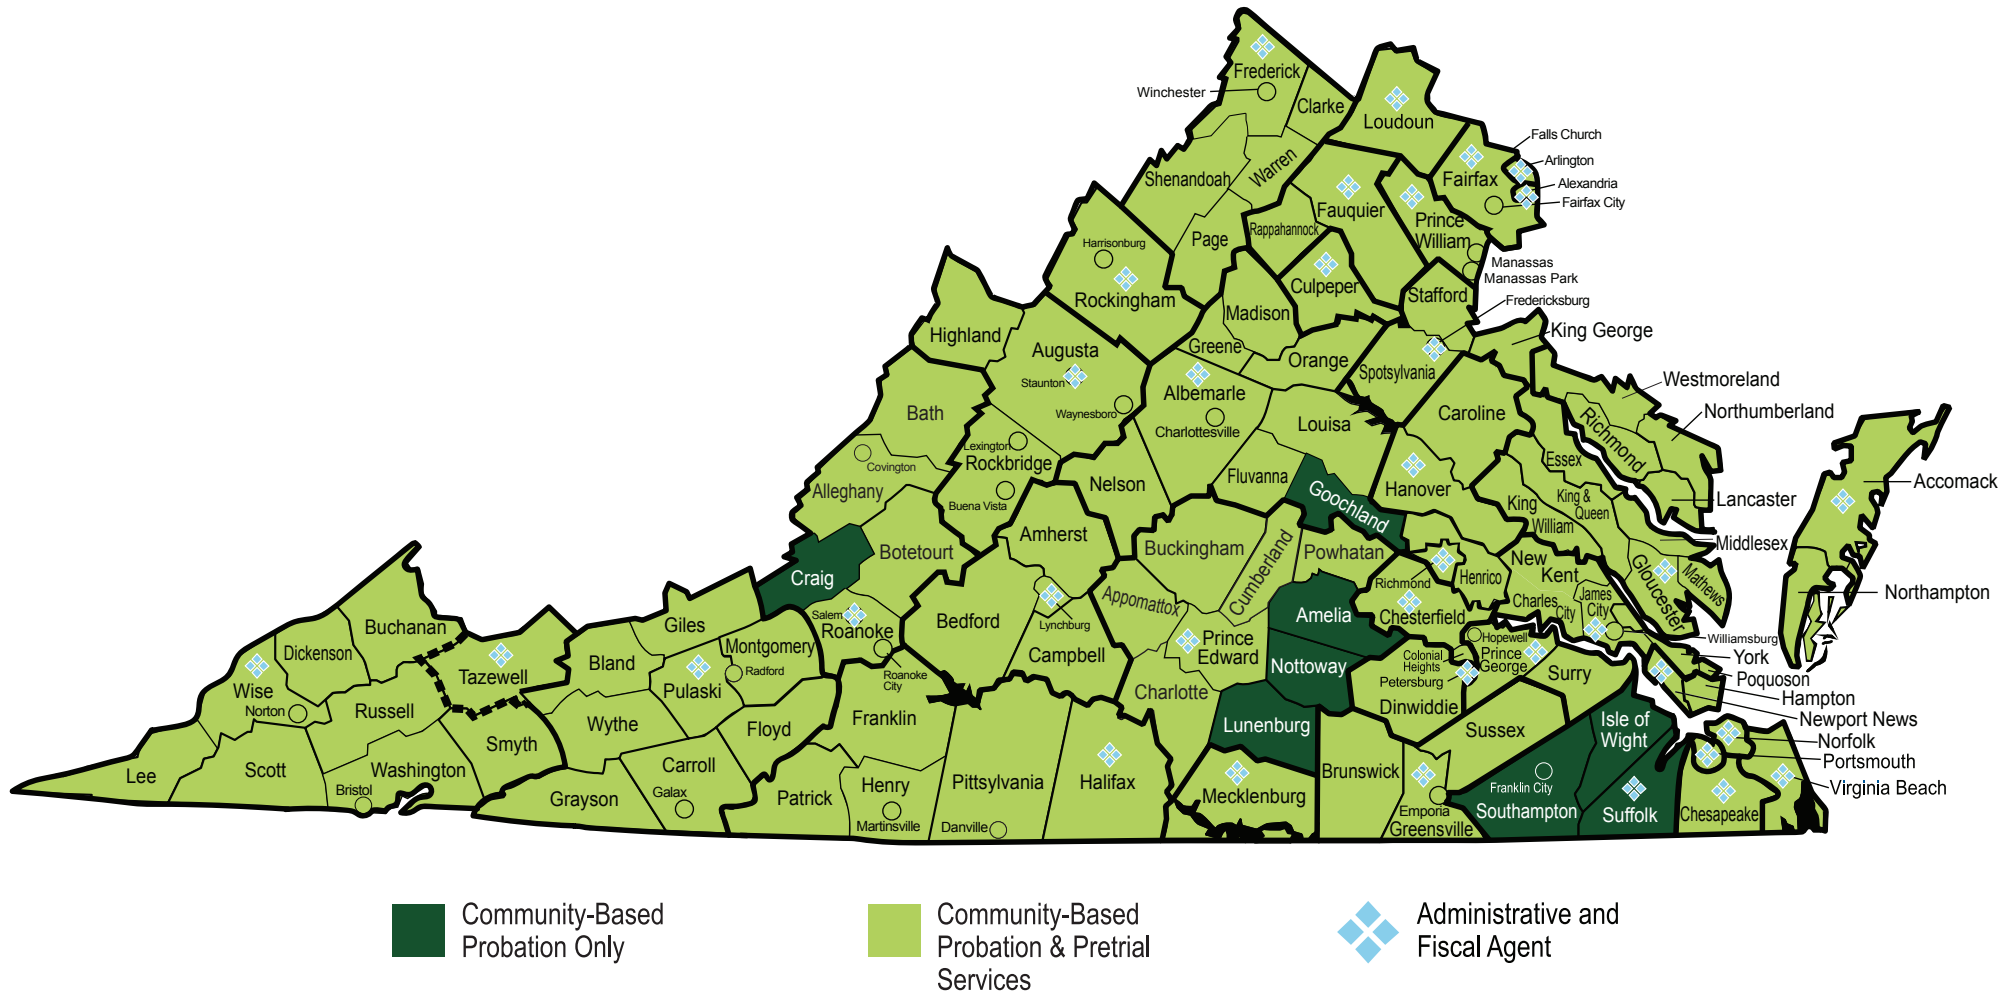 Frederick
Winchester
Clarke
Loudoun
Falls Church
Arlington
Fairfax
Alexandria
Fairfax City
Shenandoah
Warren
Fauquier
Prince
William
Rappahannock
Page
Harrisonburg
Manassas
Manassas Park
Culpeper
Stafford
Rockingham
Fredericksburg
Madison
King George
Highland
Augusta
Greene
Orange
Spotsylvania
Staunton
Albemarle
Westmoreland
Waynesboro
Charlottesville
Bath
Louisa
Caroline
Northumberland
Richmond
Lexington
Rockbridge
Covington
Essex
Alleghany
Buena Vista
Nelson
Fluvanna
Goochland
Hanover
King
William
King &
Queen
Lancaster
Accomack
Amherst
Middlesex
Botetourt
Buckingham
Cumberland
Powhatan
New
Kent
Gloucester
Mathews
Craig
Richmond
Henrico
Northampton
Appomattox
Charles
City
James
City
Chesterfield
Salem
Roanoke
Bedford
Lynchburg
Amelia
Buchanan
Giles
Williamsburg
Dickenson
Montgomery
Campbell
Prince
Edward
Nottoway
Hopewell
Prince
George
Colonial
Heights
York
Bland
Tazewell
Radford
Roanoke
City
Petersburg
Surry
Poquoson
Wise
Pulaski
Charlotte
Hampton
Norton
Russell
Wythe
Floyd
Franklin
Lunenburg
Dinwiddie
Sussex
Isle of
Wight
Newport News
Smyth
Norfolk
Lee
Scott
Washington
Carroll
Portsmouth
Bristol
Galax
Grayson
Patrick
Henry
Martinsville
Pittsylvania
Danville
Halifax
Mecklenburg
Brunswick
Emporia
Greensville
Franklin City
Southampton
Suffolk
Chesapeake
Virginia Beach
Community-Based
Probation Only
Community-Based
Probation & Pretrial
Services
Administrative and
Fiscal Agent